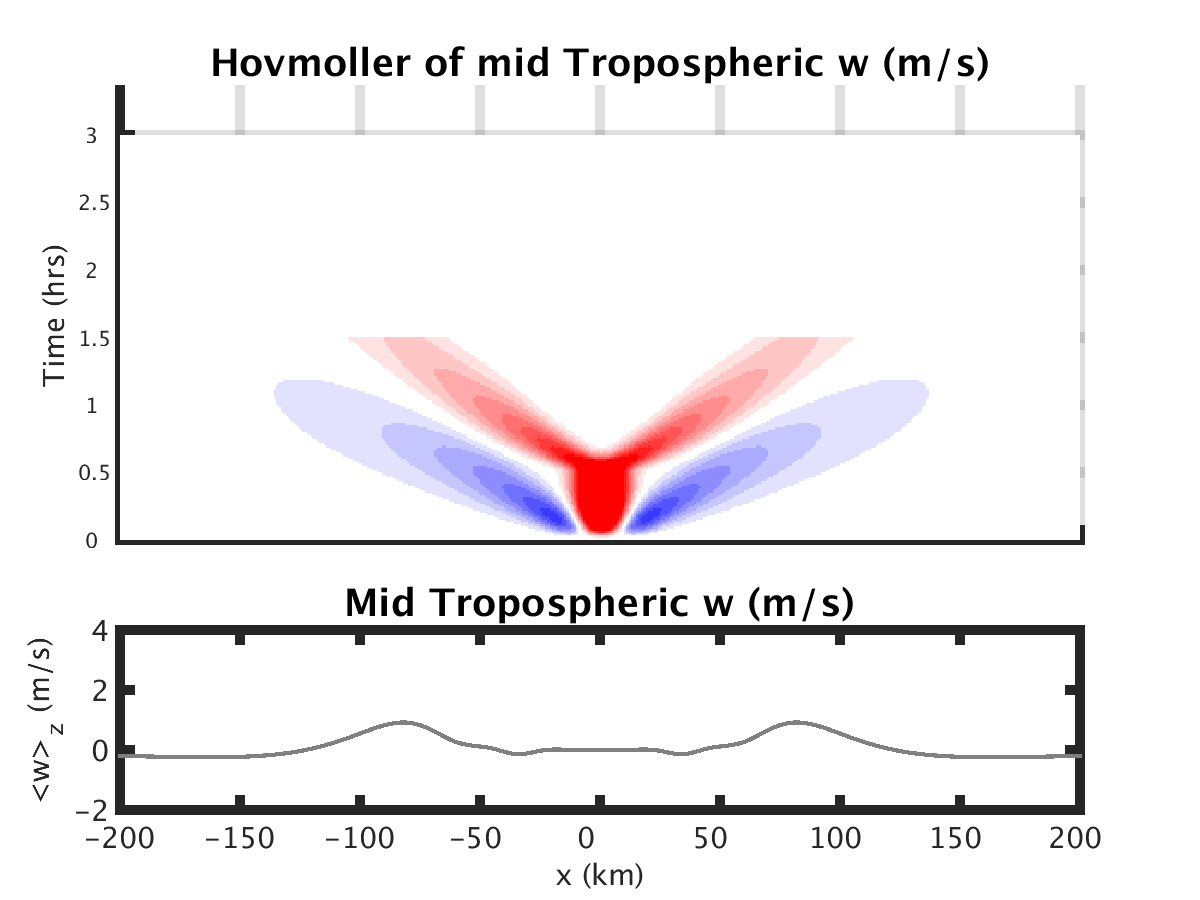 Hovmoller of mid Tropospheric w (m/s)
3
2.5
2
1.5
1
0.5
0
Time (hrs)
Mid Tropospheric w (m/s)
4
2
0
-2
<w> z (m/s)
-200 -150 -100 -50 0 50 100 150 200
x (km)